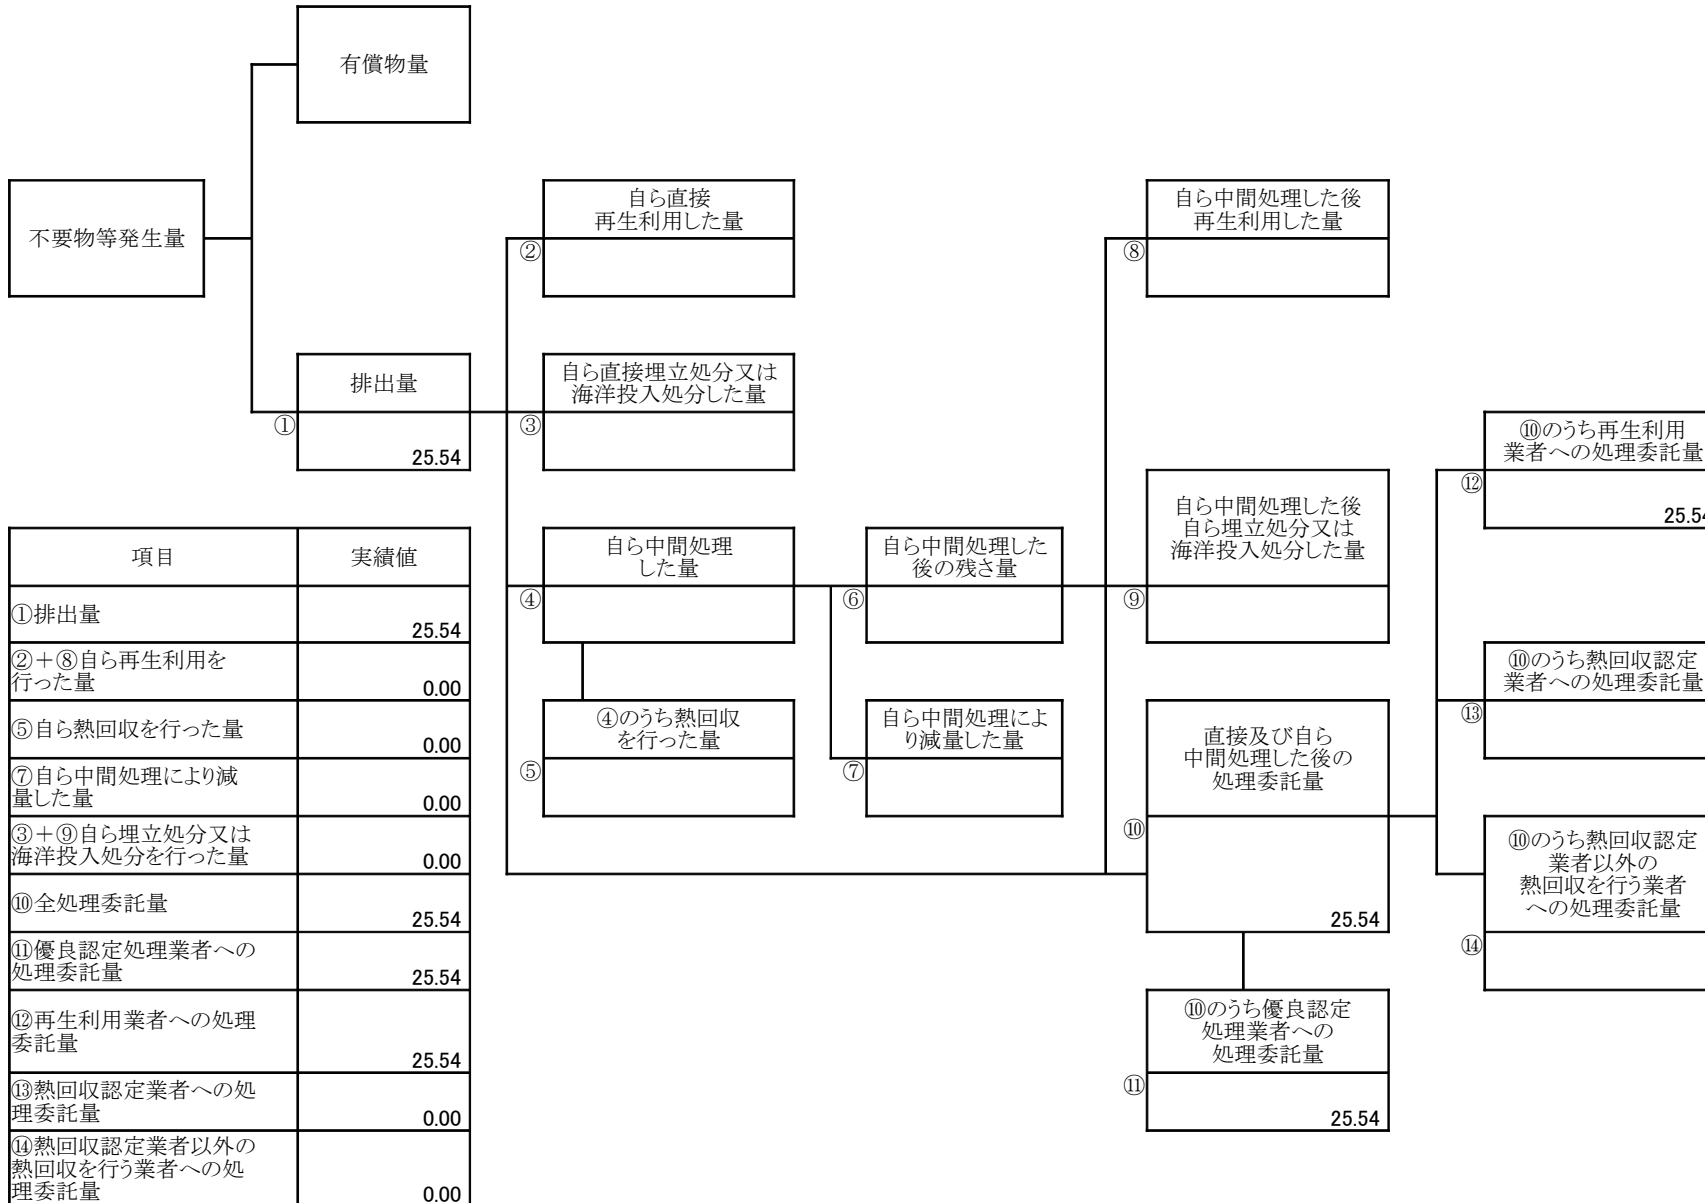 有償物量
不要物等発生量
自ら直接
再生利用した量
②
自ら中間処理した後
再生利用した量
⑧
排出量
①
25.54
自ら直接埋立処分又は
海洋投入処分した量
③
⑩のうち再生利用
業者への処理委託量
⑫
25.54
自ら中間処理
した量
④
自ら中間処理した
後の残さ量
⑥
自ら中間処理した後
自ら埋立処分又は
海洋投入処分した量
⑨
④のうち熱回収
を行った量
⑤
自ら中間処理によ
り減量した量
⑦
直接及び自ら
中間処理した後の
処理委託量
⑩
25.54
⑩のうち熱回収認定
業者への処理委託量
⑬
⑩のうち熱回収認定
業者以外の
熱回収を行う業者
への処理委託量
⑭
⑩のうち優良認定
処理業者への
処理委託量
⑪
25.54
項目 実績値
①排出量 25.54
②+⑧自ら再生利用を
行った量 0.00
⑤自ら熱回収を行った量 0.00
⑦自ら中間処理により減
量した量 0.00
③+⑨自ら埋立処分又は
海洋投入処分を行った量 0.00
⑩全処理委託量 25.54
⑪優良認定処理業者への
処理委託量 25.54
⑫再生利用業者への処理
委託量 25.54
⑬熱回収認定業者への処
理委託量 0.00
⑭熱回収認定業者以外の
熱回収を行う業者への処
理委託量 0.00